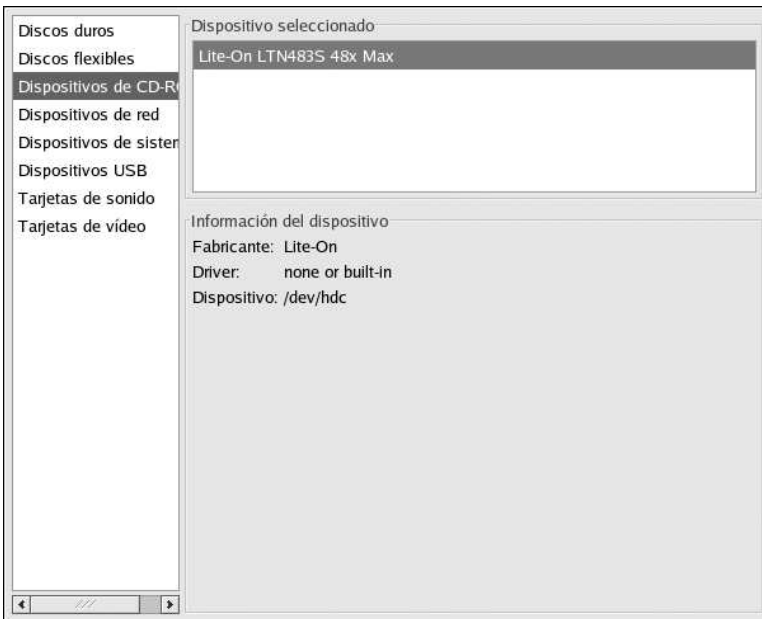 Discos duros
Discos flexibles
Dispositivos de CD-R
Dispositivos de red
Dispositivos de sister
Dispositivos USB
Tarjetas de sonido
Tarjetas de vídeo
Dispositivo seleccionado
Lite-On LTN483S 48x Max
Información del dispositivo
Fabricante: Lite-On
Driver: none or built-in
Dispositivo: /dev/hdc